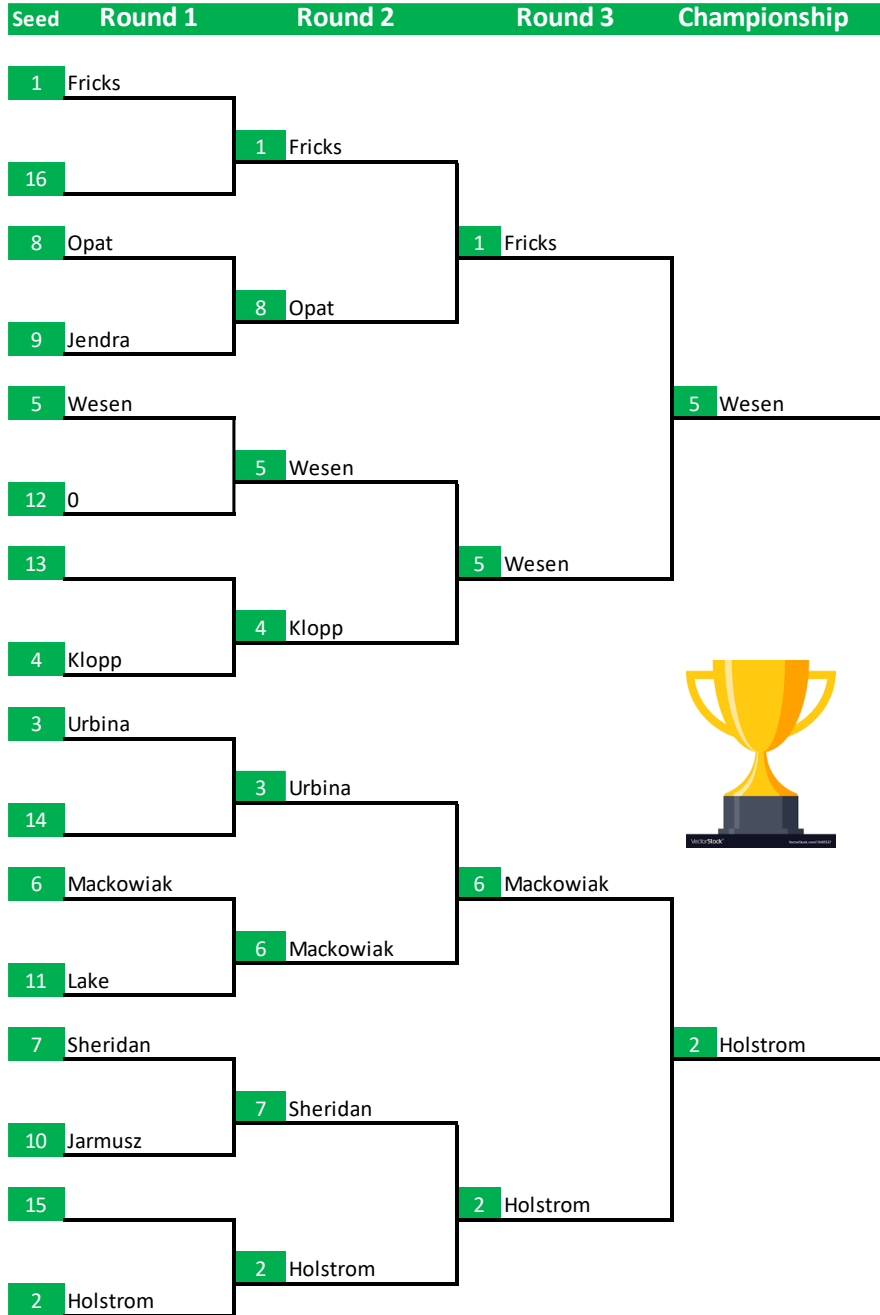 Seed Round 1 Round 2 Round 3 Championship
1 Fricks
1 Fricks
16
8 Opat
1 Fricks
8 Opat
9 Jendra
5 Wesen
5 Wesen
5 Wesen
12 0
13
5 Wesen
4 Klopp
4 Klopp
3 Urbina
3 Urbina
14
VectorStock
6 Mackowiak
6 Mackowiak
6 Mackowiak
11 Lake
7 Sheridan
2 Holstrom
7 Sheridan
10 Jarmusz
15
2 Holstrom
2 Holstrom
2 Holstrom